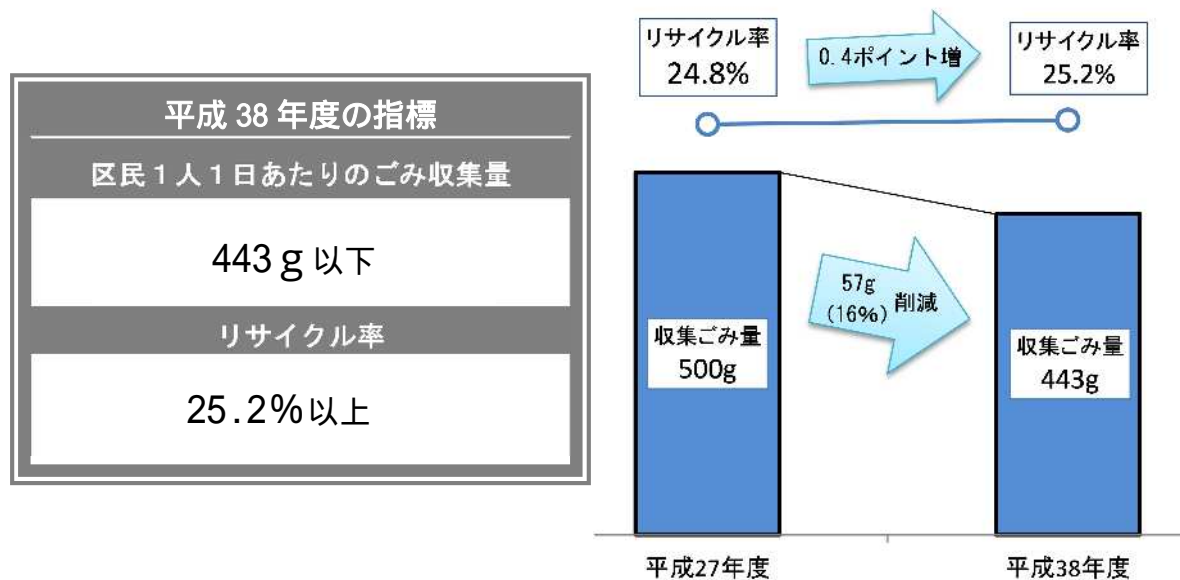 平成 38 年度の指標
区民１人１日あたりのごみ収集量
443ｇ以下
リサイクル率
25.2％以上
リサイクル率
24.8%
0.4ポイント増
リサイクル率
25.2%
57g
(16%)
削減
収集ごみ量
500g
収集ごみ量
443g
平成27年度
平成38年度